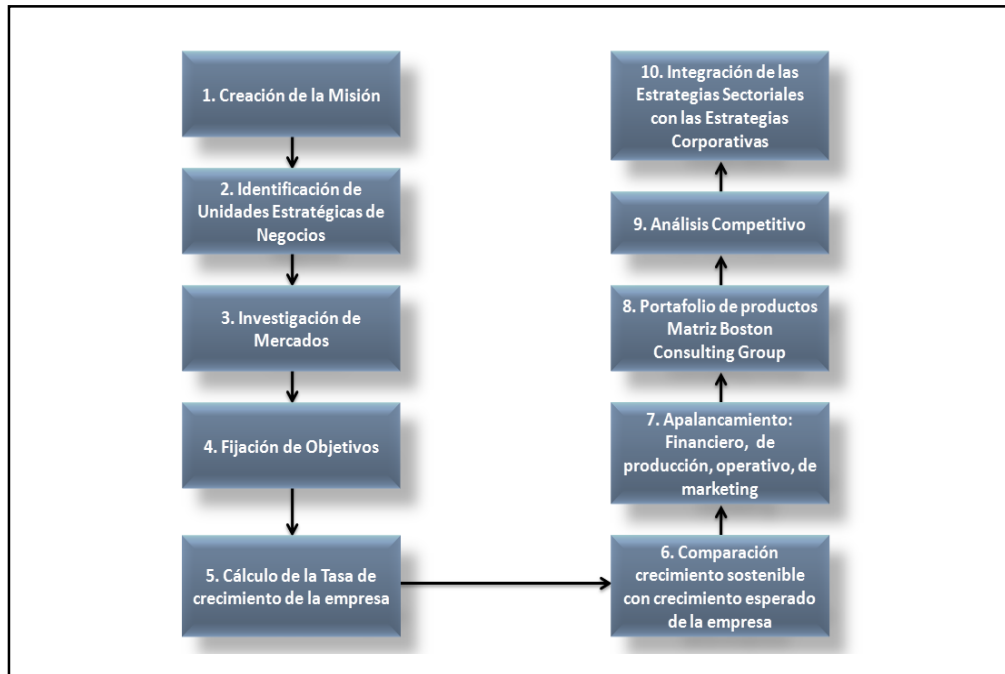 1. Creación de la Misión
2. Identificación de
Unidades Estratégicas de
Negocios
3. Investigación de
Mercados
4. Fijación de Objetivos
5. Cálculo de la Tasa de
crecimiento de la empresa
6. Comparación
crecimiento sostenible
con crecimiento esperado
de la empresa
7. Apalancamiento:
Financiero, de
producción, operativo, de
marketing
8. Portafolio de productos
Matriz Boston
Consulting Group
9. Análisis Competitivo
10. Integración de las
Estrategias Sectoriales
con las Estrategias
Corporativas